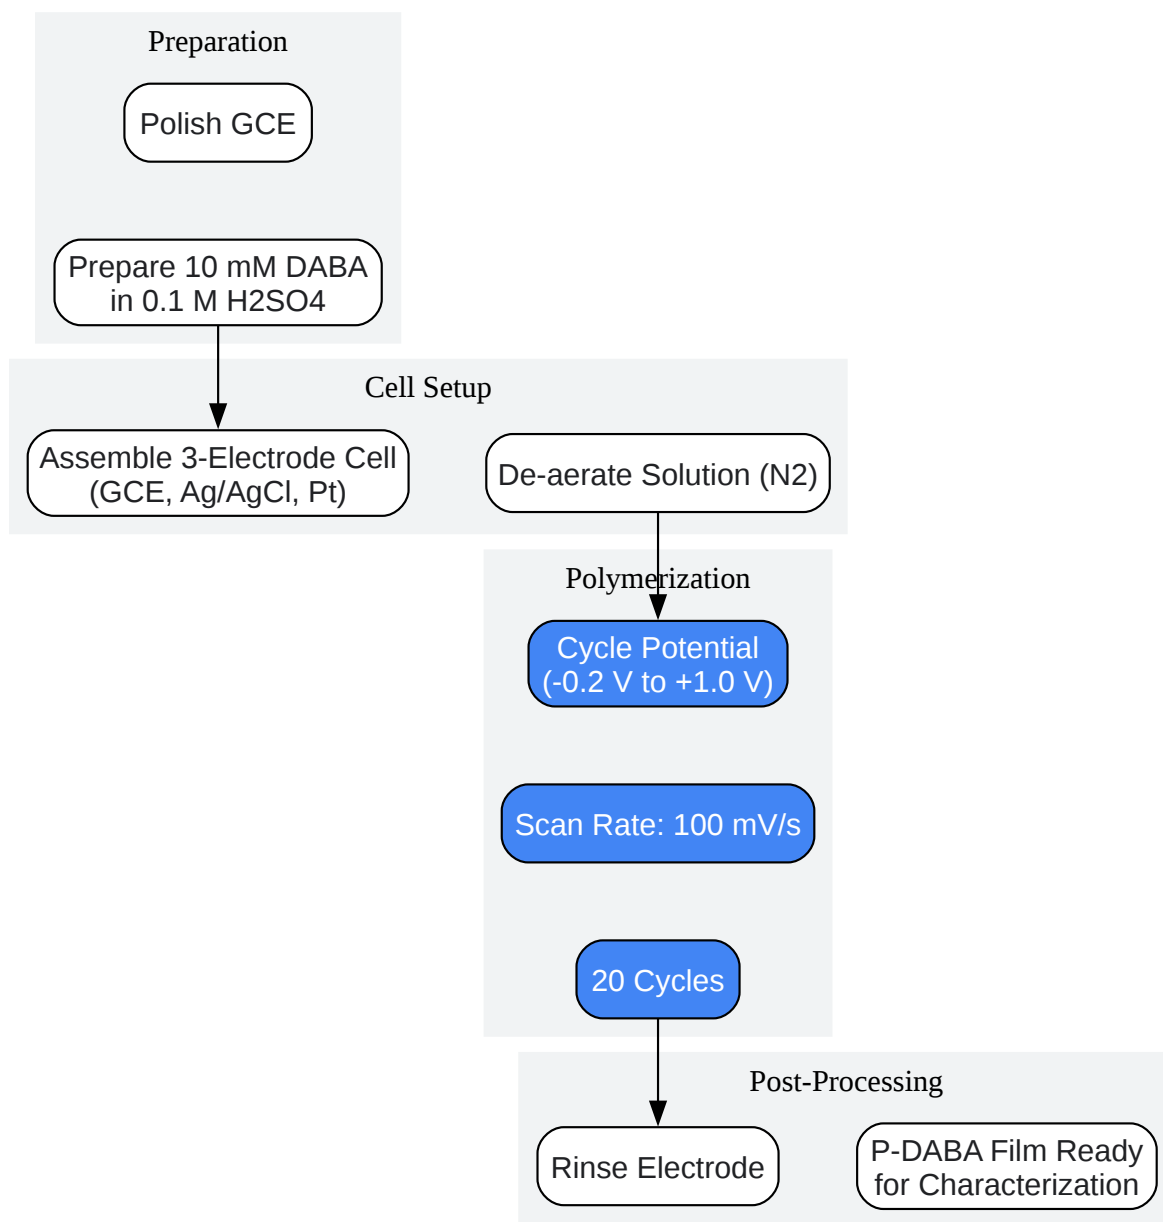 Preparation
Polish GCE
Prepare 10 mM DABA
in 0.1 M H2SO4
Cell Setup
Assemble 3-Electrode Cell
(GCE, Ag/AgCl, Pt)
De-aerate Solution (N2)
Polymerization
Cycle Potential
(-0.2 V to +1.0 V)
Scan Rate: 100 mV/s
20 Cycles
Post-Processing
Rinse Electrode
P-DABA Film Ready
for Characterization